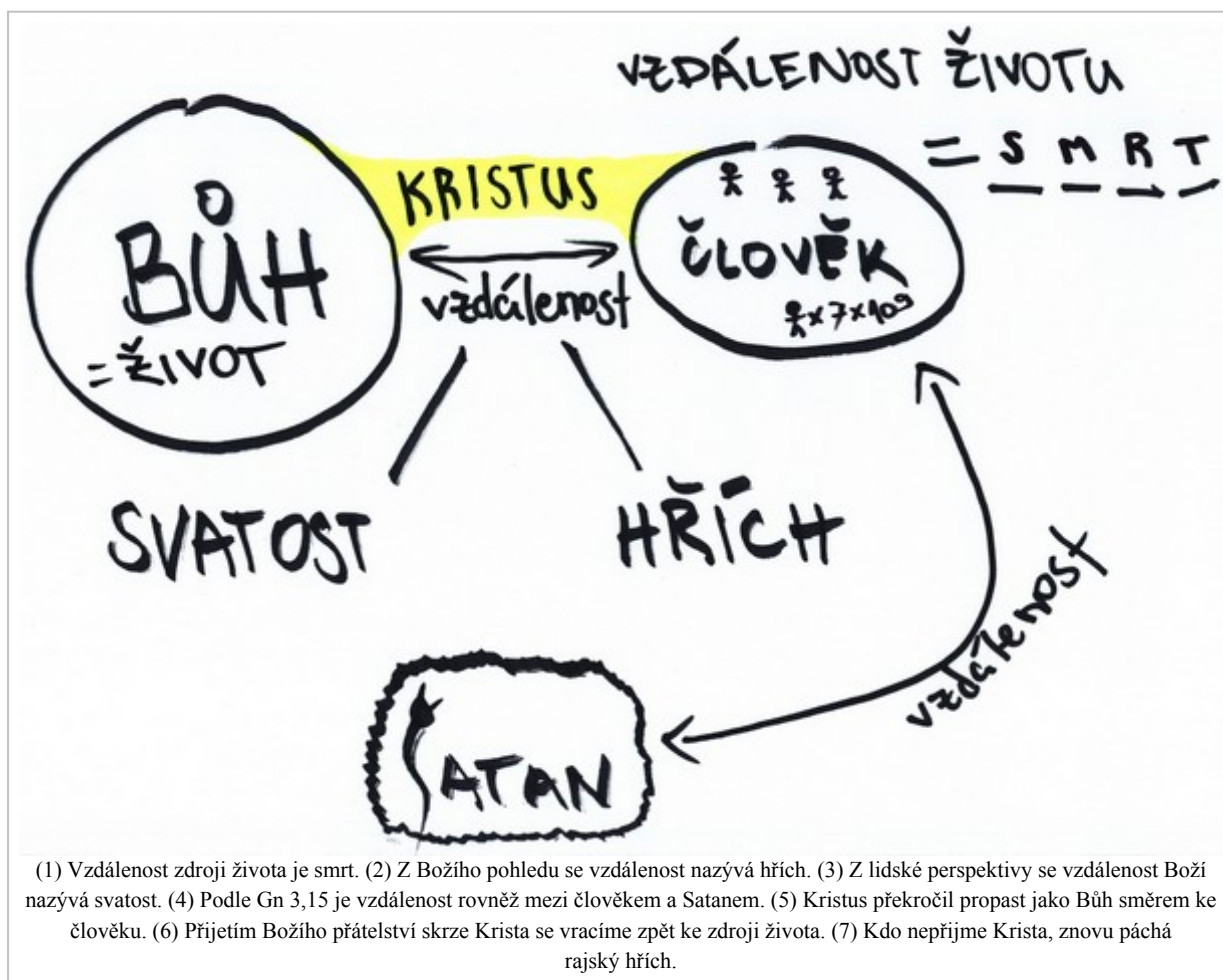 VZDÁLENOST ŽIVOTU
= S M R T
KRISTUS
BŮH
= ŽIVOT
vzdálenost
ČLOVĚK
x 7 x 10⁹
SVATOST
HŘÍCH
vzdálenost
SATAN
(1) Vzdálenost zdroji života je smrt. (2) Z Božího pohledu se vzdálenost nazývá hřích. (3) Z lidské perspektivy se vzdálenost Boží
nazývá svatost. (4) Podle Gn 3,15 je vzdálenost rovněž mezi člověkem a Satanem. (5) Kristus překročil propast jako Bůh směrem ke
člověku. (6) Přijetím Božího přátelství skrze Krista se vracíme zpět ke zdroji života. (7) Kdo nepřijme Krista, znovu páchá
rajský hřích.